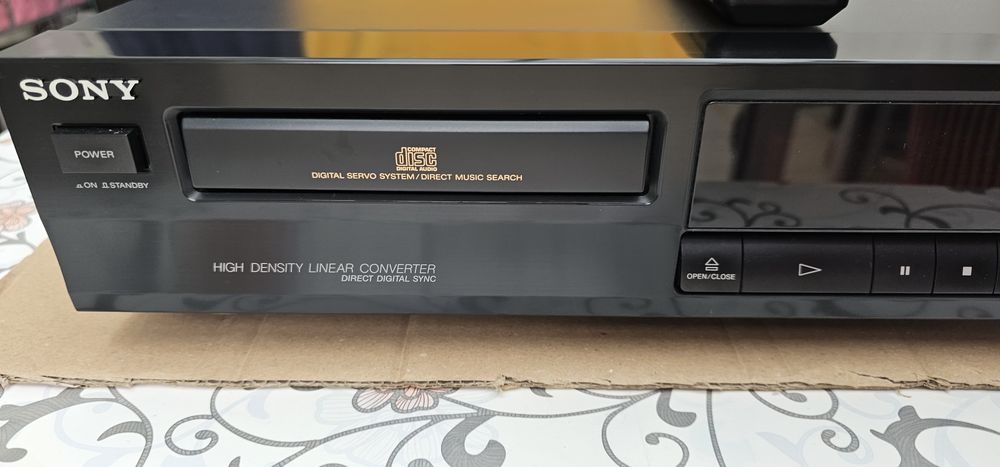 SONY
POWER
ON STANDBY
COMPACT
disc
DIGITAL AUDIO
DIGITAL SERVO SYSTEM/DIRECT MUSIC SEARCH
HIGH DENSITY LINEAR CONVERTER
DIRECT DIGITAL SYNC
OPEN/CLOSE